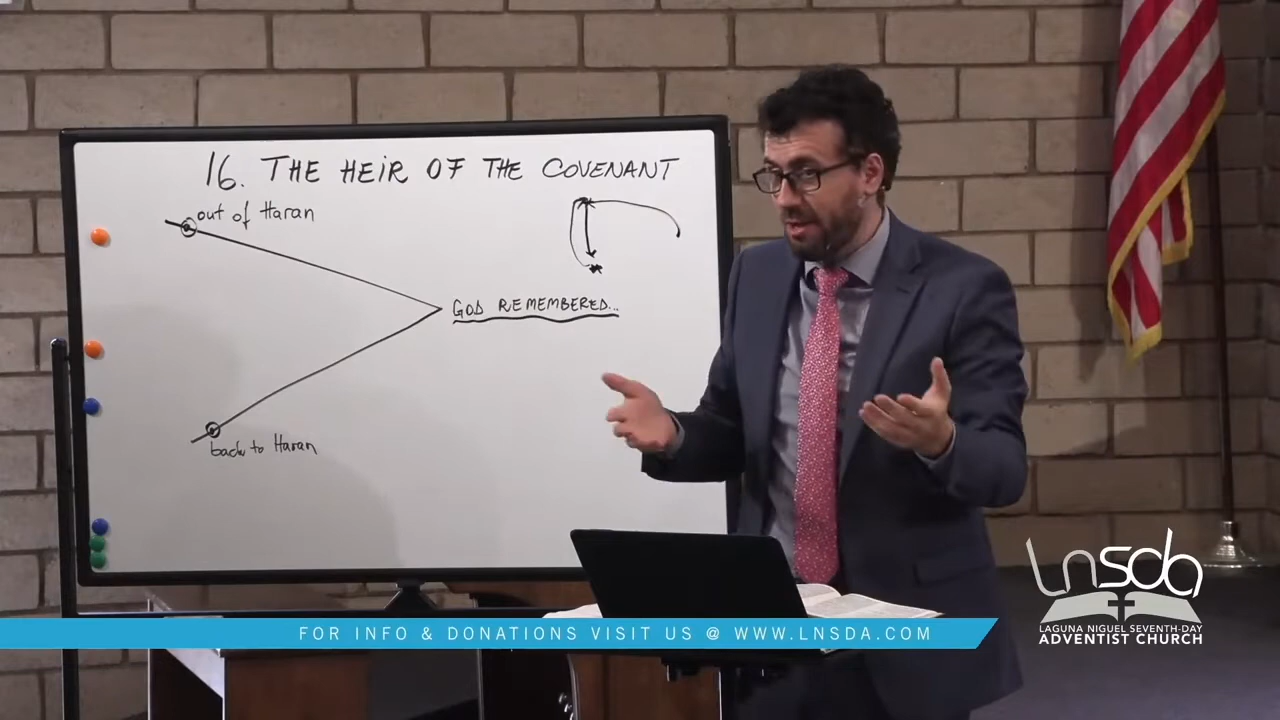 16. THE HEIR OF THE COVENANT
out of Haran
GOD REMEMBERED...
back to Haran
LNSDA
LAGUNA NIGUEL SEVENTH-DAY
ADVENTIST CHURCH
FOR INFO & DONATIONS VISIT US @ WWW.LNSDA.COM